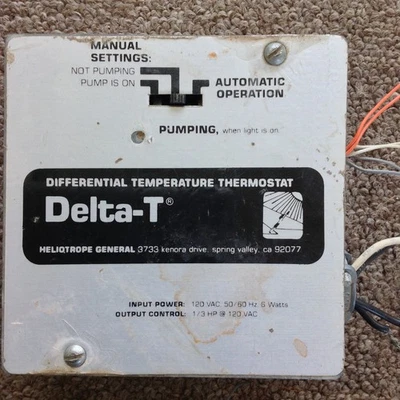 MANUAL
SETTINGS:
NOT PUMPING
PUMP IS ON
AUTOMATIC
OPERATION
PUMPING, when light is on.
DIFFERENTIAL TEMPERATURE THERMOSTAT
Delta-T®
HELIOTROPE GENERAL 3733 kenora drive, spring valley, ca 92077
INPUT POWER: 120 VAC, 50/60 Hz, 6 Watts
OUTPUT CONTROL: 1/3 HP @ 120 VAC